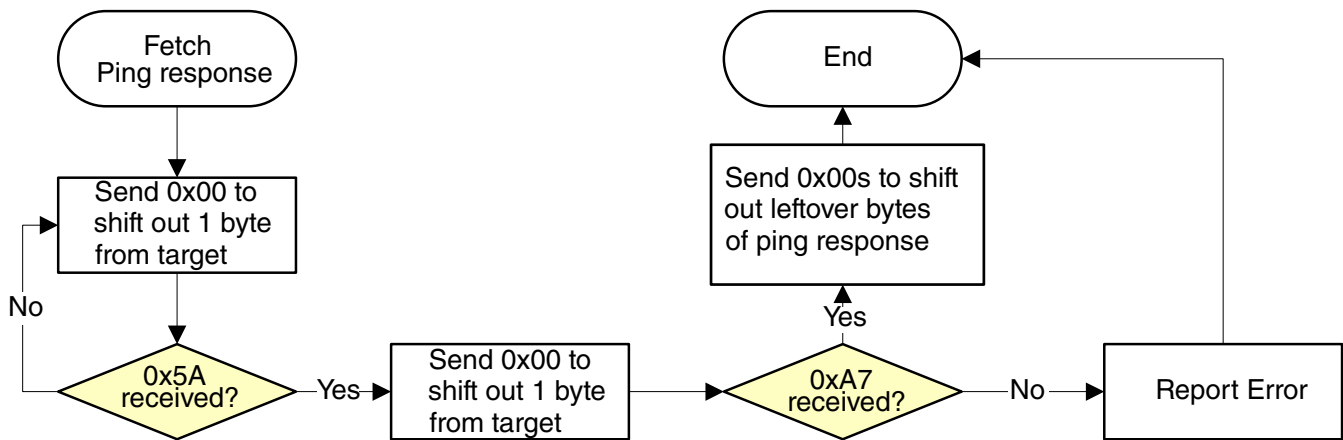 Fetch
Ping response
Send 0x00 to
shift out 1 byte
from target
No
0x5A
received?
Yes
Send 0x00 to
shift out 1 byte
from target
0xA7
received?
Yes
Send 0x00s to shift
out leftover bytes
of ping response
End
No
Report Error